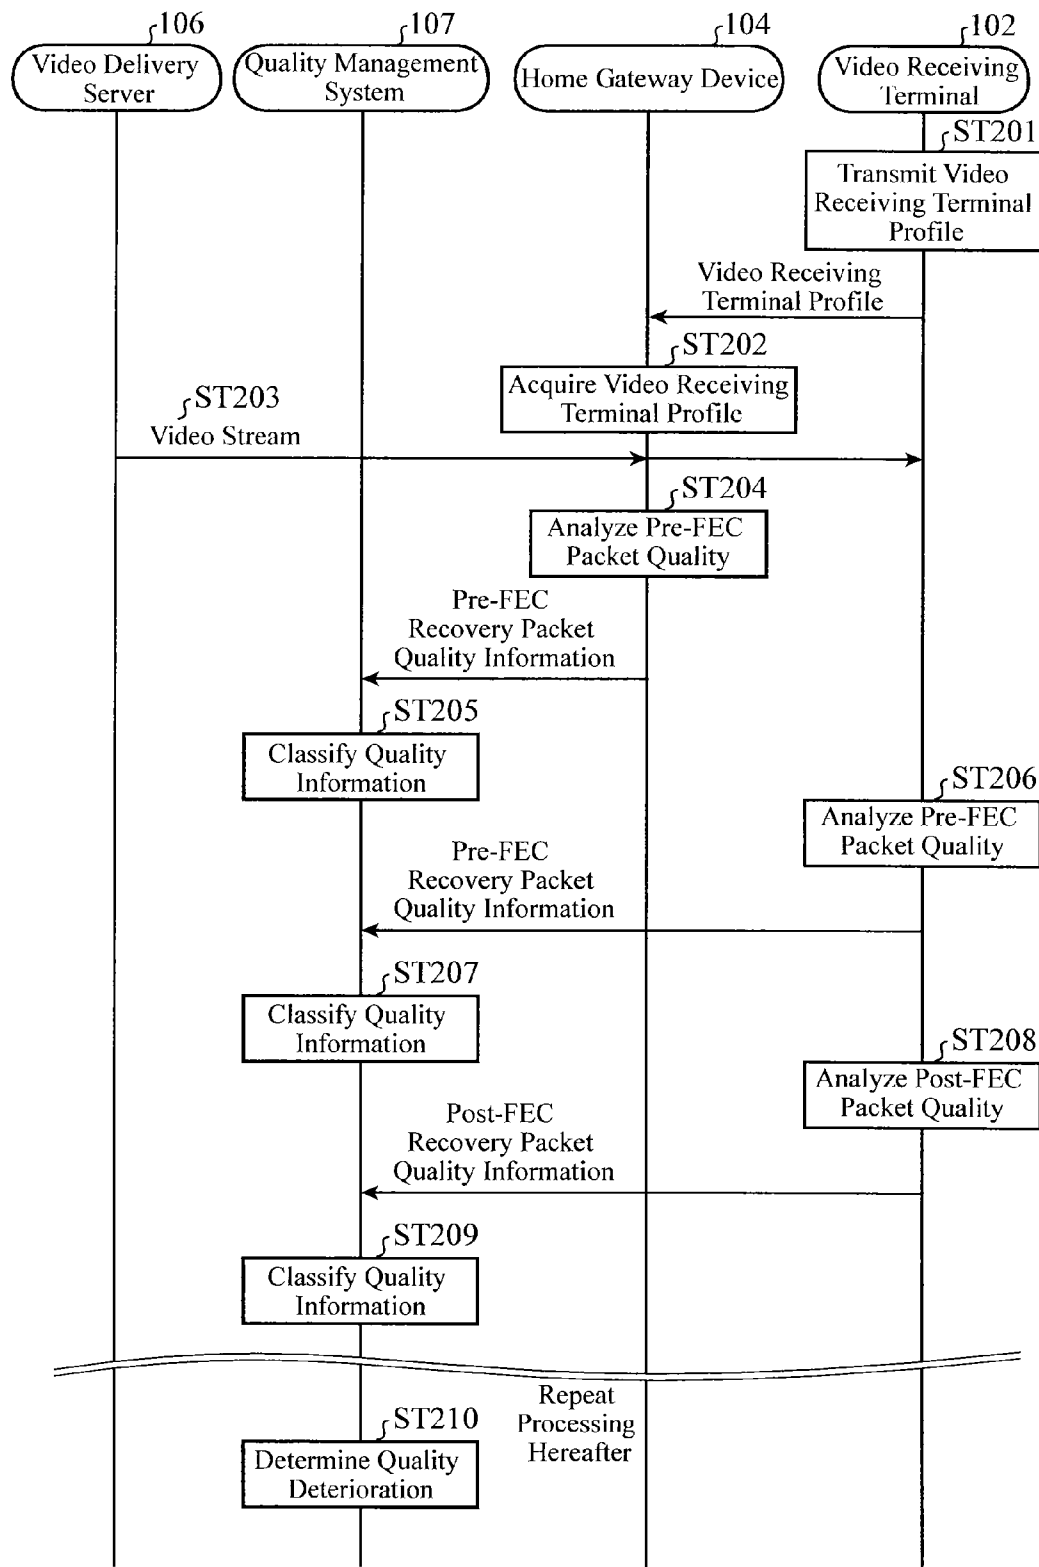 106
107
104
102
Video Delivery
Server
Quality Management
System
Home Gateway Device
Video Receiving
Terminal
ST201
Transmit Video
Receiving Terminal
Profile
Video Receiving
Terminal Profile
ST202
Acquire Video Receiving
Terminal Profile
ST203
Video Stream
ST204
Analyze Pre-FEC
Packet Quality
Pre-FEC
Recovery Packet
Quality Information
ST205
Classify Quality
Information
ST206
Analyze Pre-FEC
Packet Quality
Pre-FEC
Recovery Packet
Quality Information
ST207
Classify Quality
Information
ST208
Analyze Post-FEC
Packet Quality
Post-FEC
Recovery Packet
Quality Information
ST209
Classify Quality
Information
Repeat
Processing
Hereafter
ST210
Determine Quality
Deterioration